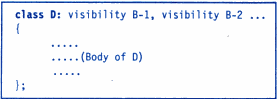 class D: visibility B-1, visibility B-2 ...
{
.....
.....(Body of D)
.....
};